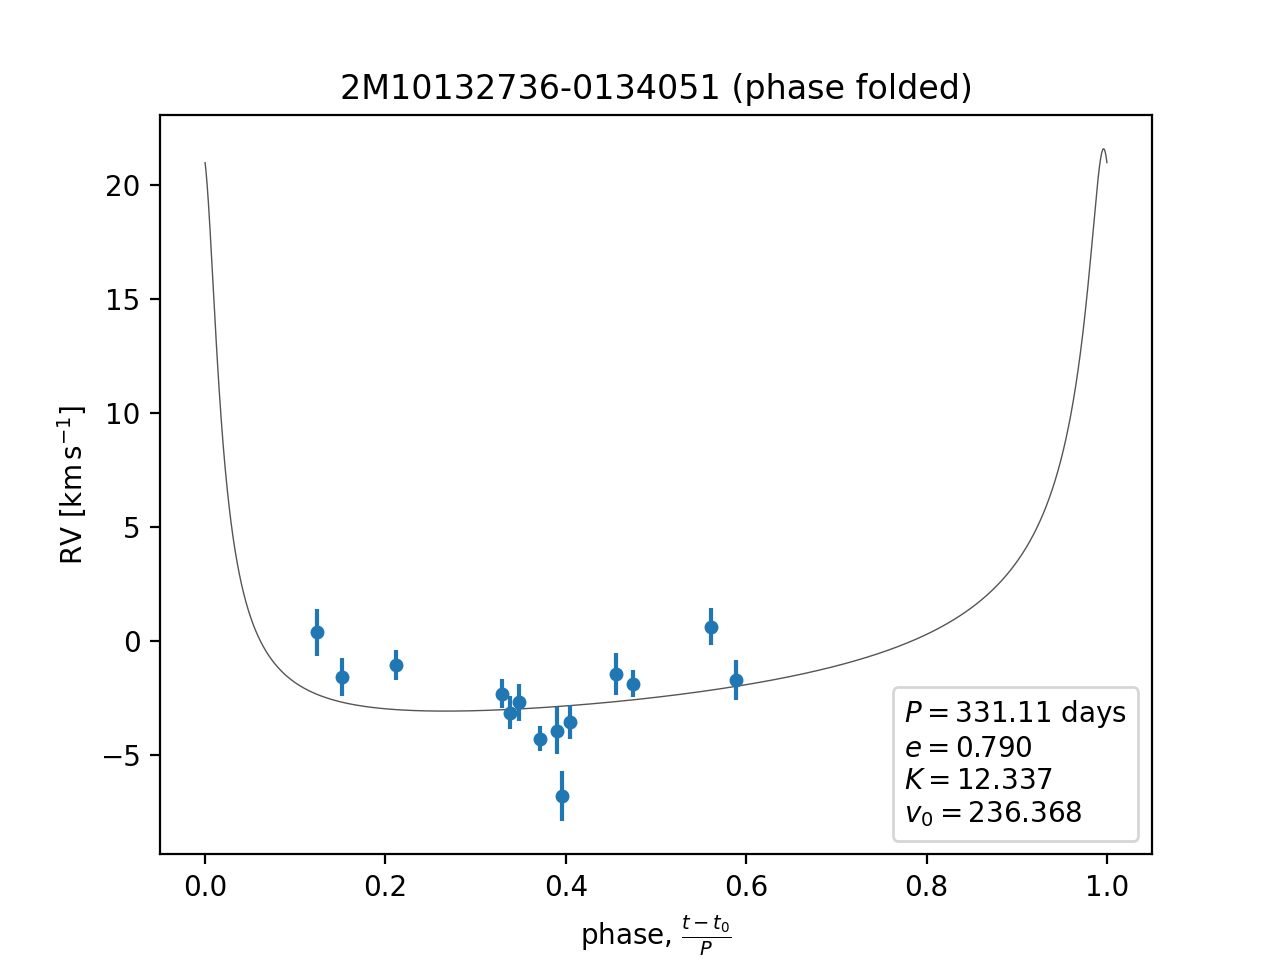 2M10132736-0134051 (phase folded)
RV [km s⁻¹]
20
15
10
5
0
−5
0.0 0.2 0.4 0.6 0.8 1.0
phase, (t − t₀)/P
P = 331.11 days
e = 0.790
K = 12.337
v₀ = 236.368